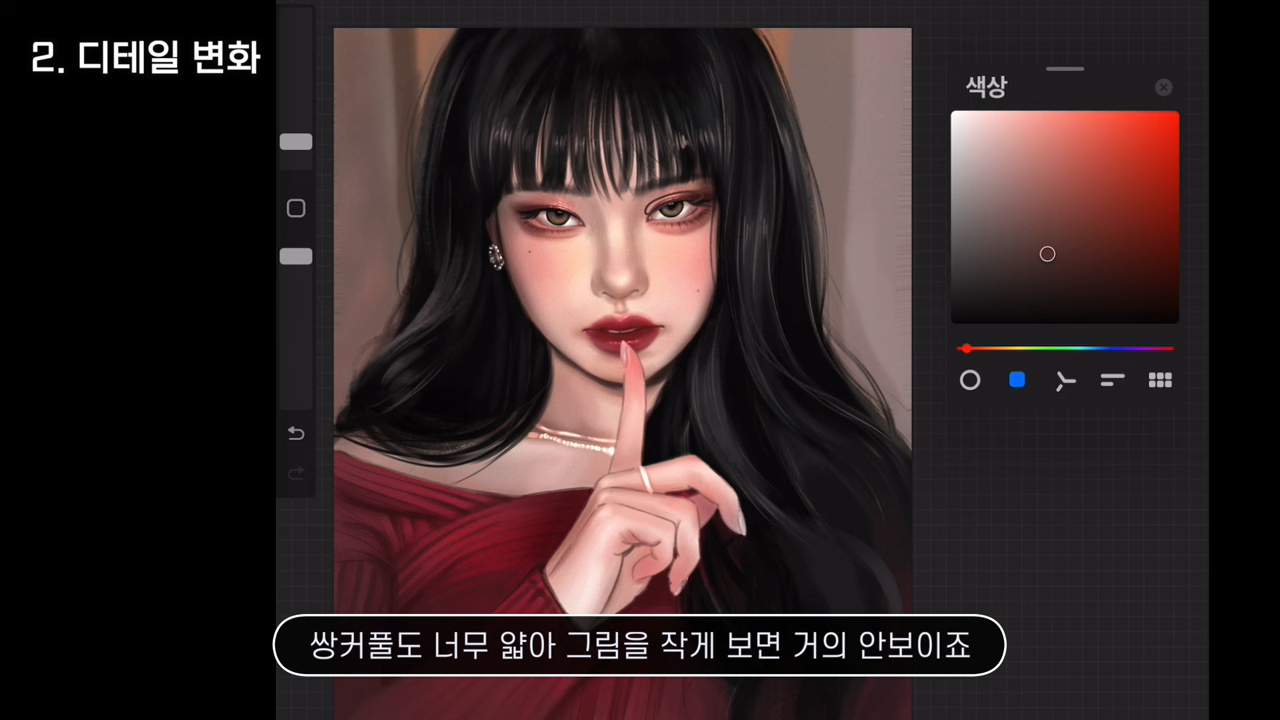 2. 디테일 변화
색상
쌍커풀도 너무 얇아 그림을 작게 보면 거의 안보이죠